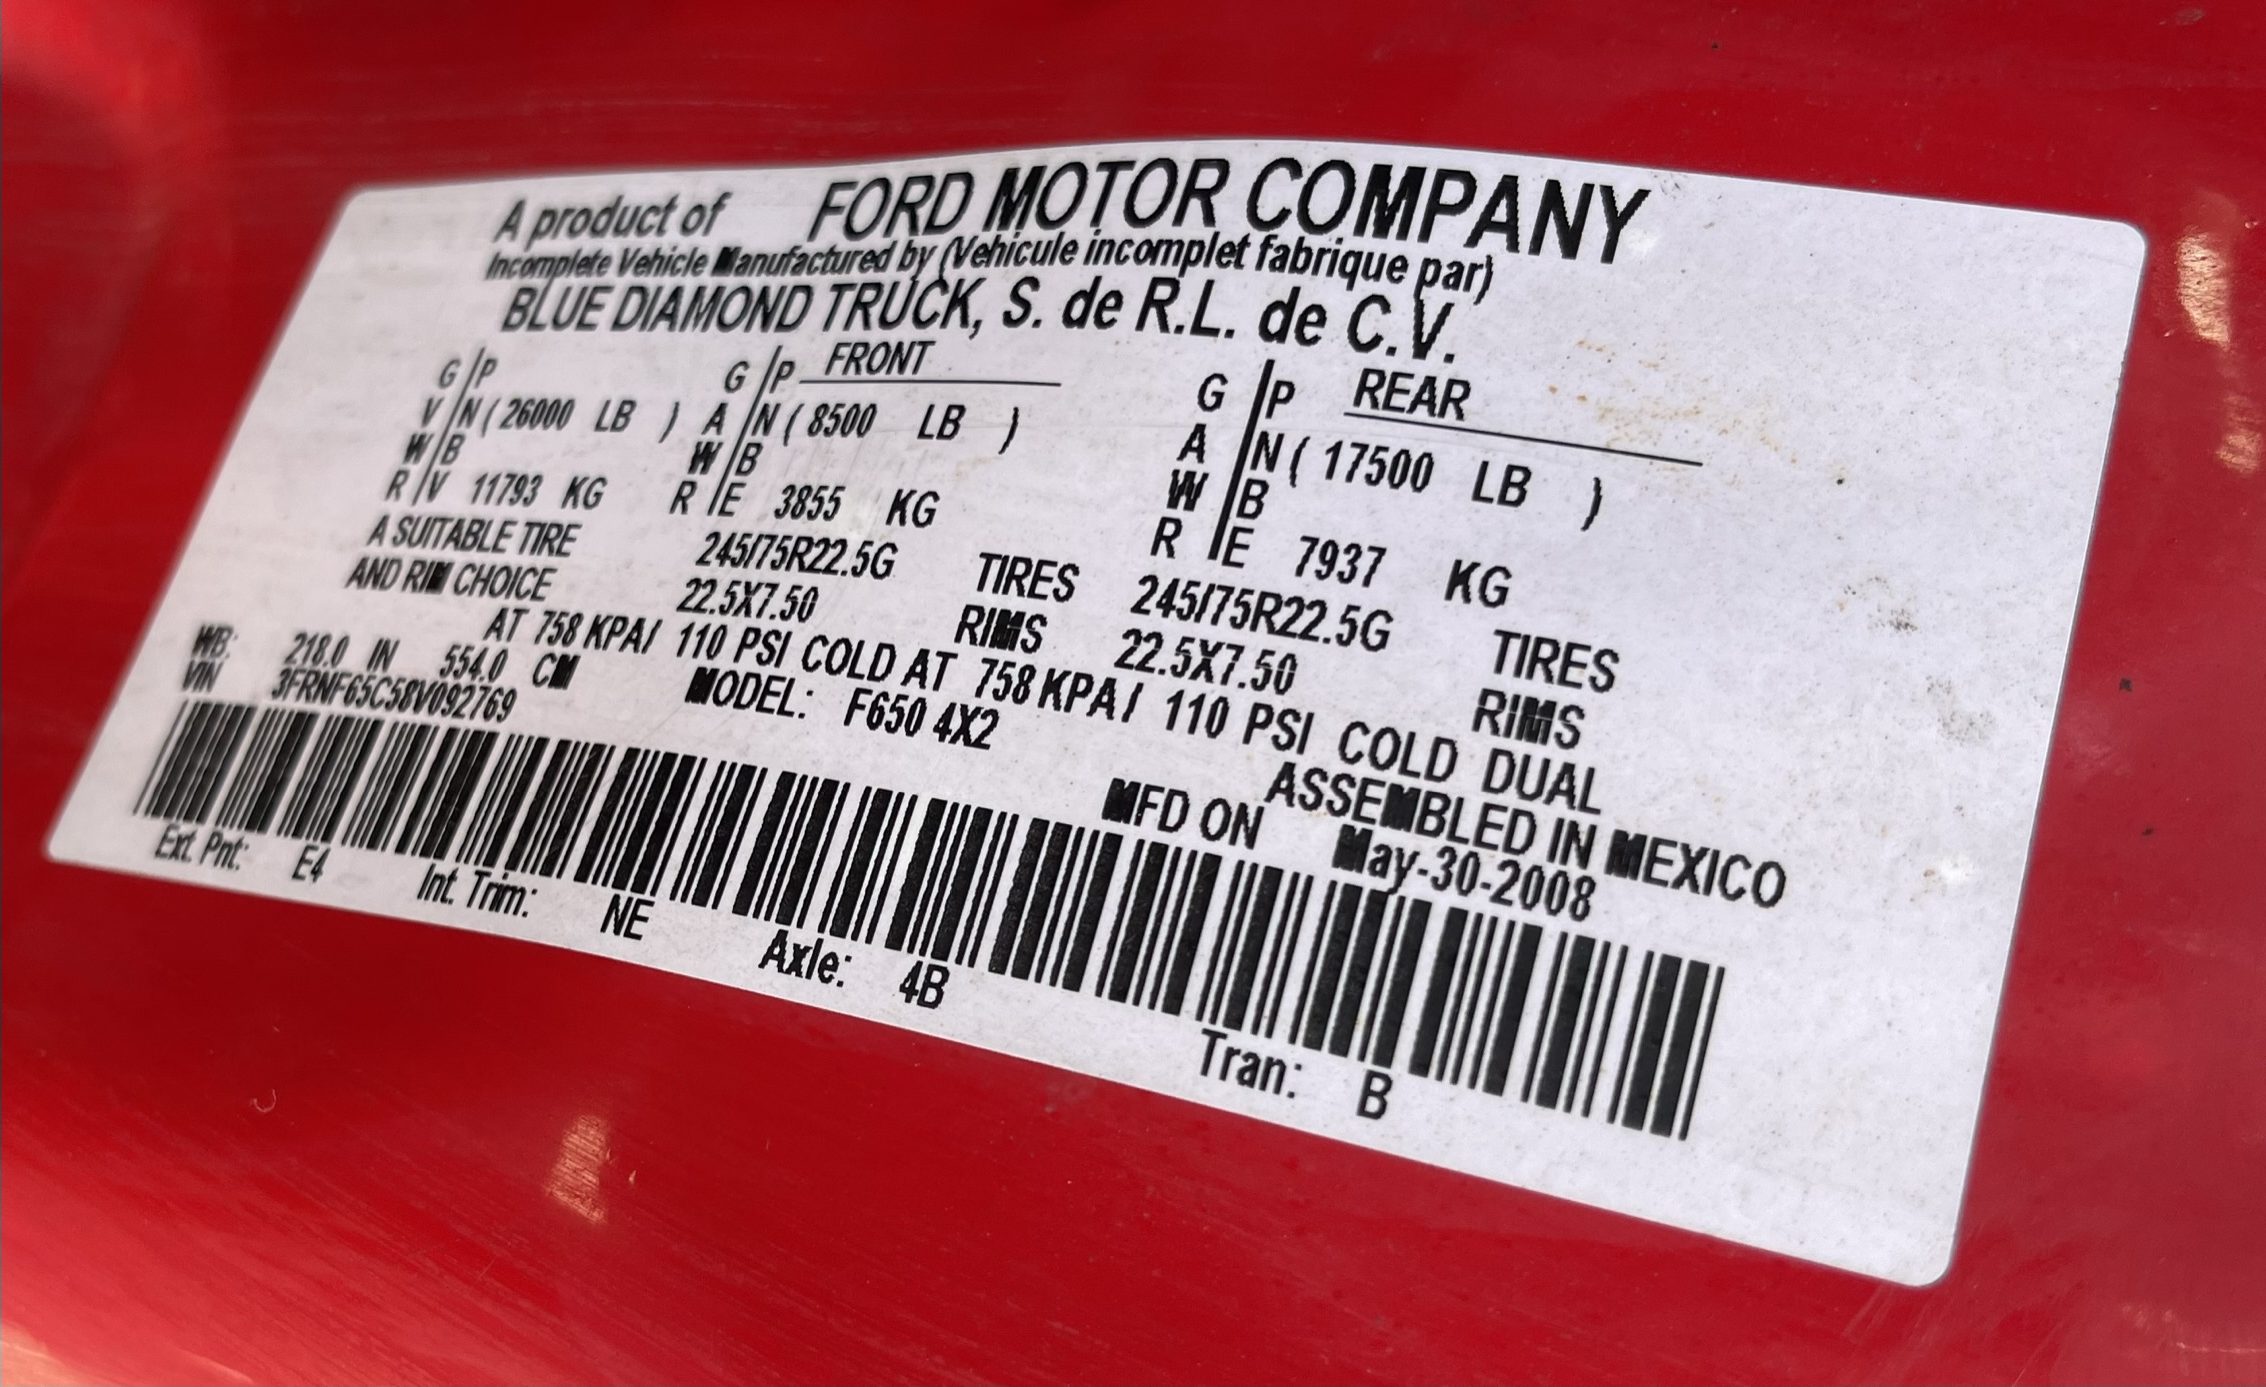 A product of FORD MOTOR COMPANY
Incomplete Vehicle Manufactured by (Vehicule incomplet fabrique par)
BLUE DIAMOND TRUCK, S. de R.L. de C.V.
G / P G / P FRONT G / P REAR
V / N ( 26000 LB ) A / N ( 8500 LB ) A / N ( 17500 LB )
W / B W / B W / B
R / V 11793 KG R / E 3855 KG R / E 7937 KG
A SUITABLE TIRE 245/75R22.5G TIRES 245/75R22.5G TIRES
AND RIM CHOICE 22.5X7.50 RIMS 22.5X7.50 RIMS
AT 758 KPA/ 110 PSI COLD AT 758 KPA/ 110 PSI COLD DUAL
WB: 218.0 IN 554.0 CM MODEL: F650 4X2 ASSEMBLED IN MEXICO
VIN 3FRNF65C58V092769 MFD ON May-30-2008
Ext. Pnt: E4 Int. Trim: NE Axle: 4B Tran: B